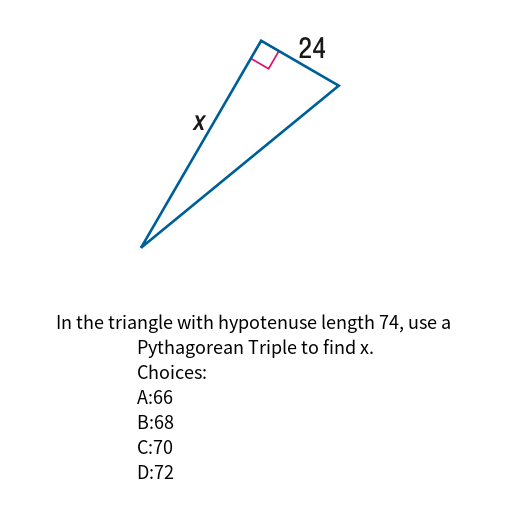 24
x
In the triangle with hypotenuse length 74, use a
Pythagorean Triple to find x.
Choices:
A:66
B:68
C:70
D:72